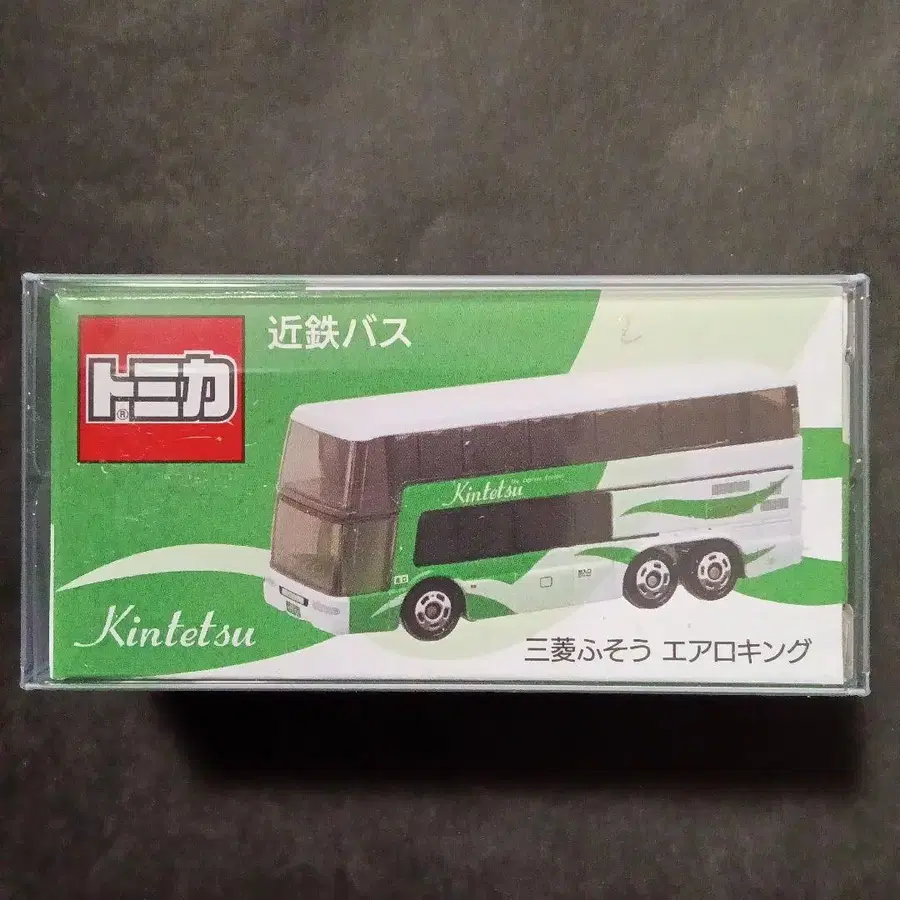 近鉄バス
トミカ®
Kintetsu
Kintetsu
三菱ふそう エアロキング